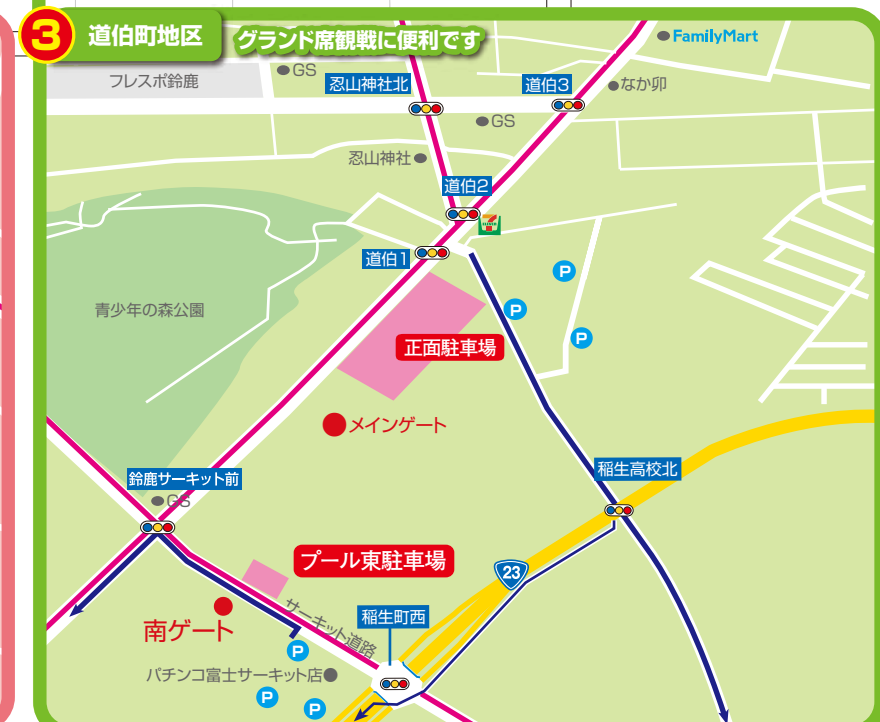 3
道伯町地区
グランド席観戦に便利です
FamilyMart
フレスポ鈴鹿
GS
忍山神社北
道伯3
なか卯
GS
忍山神社
道伯2
道伯1
P
青少年の森公園
P
正面駐車場
P
メインゲート
稲生高校北
鈴鹿サーキット前
GS
プール東駐車場
23
稲生町西
サーキット道路
南ゲート
P
パチンコ富士サーキット店
P
P